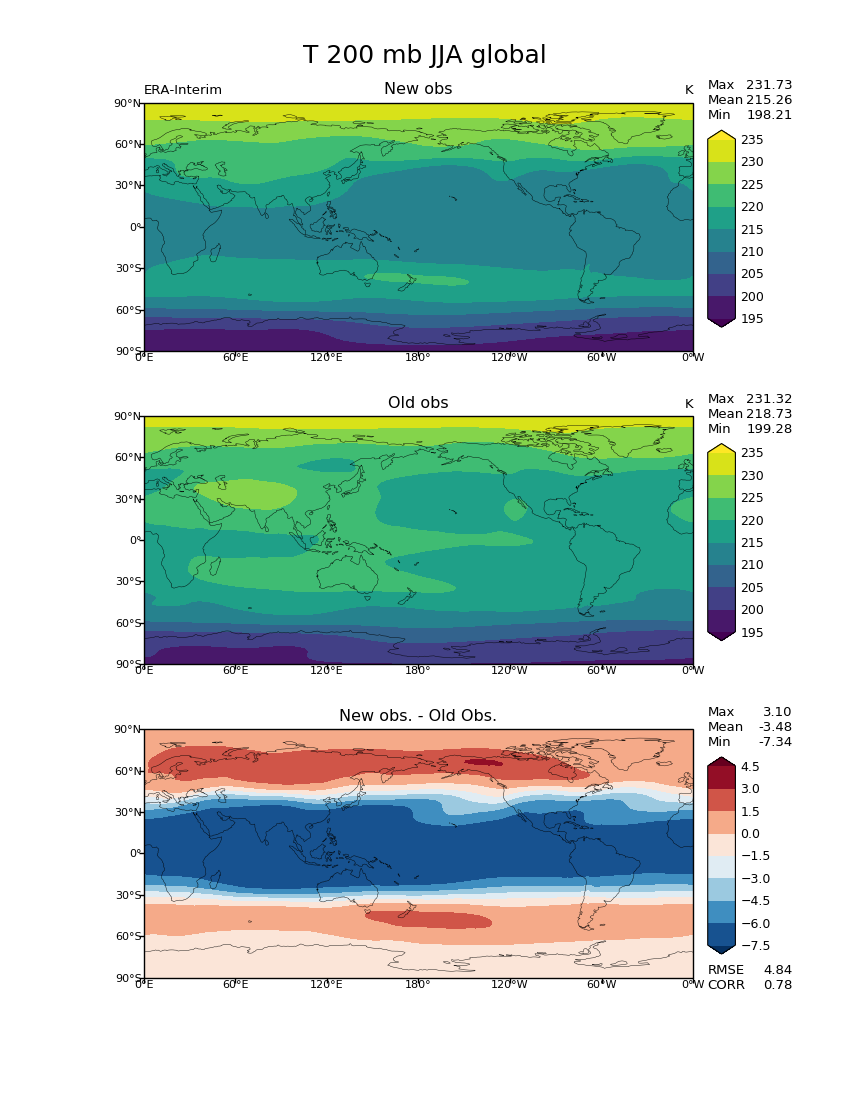 T 200 mb JJA global
ERA-Interim New obs K
Max 231.73
Mean 215.26
Min 198.21
90°N
60°N
30°N
0°
30°S
60°S
90°S
0°E 60°E 120°E 180° 120°W 60°W 0°W
235
230
225
220
215
210
205
200
195
Old obs K
Max 231.32
Mean 218.73
Min 199.28
90°N
60°N
30°N
0°
30°S
60°S
90°S
0°E 60°E 120°E 180° 120°W 60°W 0°W
235
230
225
220
215
210
205
200
195
New obs. - Old Obs.
Max 3.10
Mean -3.48
Min -7.34
90°N
60°N
30°N
0°
30°S
60°S
90°S
0°E 60°E 120°E 180° 120°W 60°W 0°W
4.5
3.0
1.5
0.0
−1.5
−3.0
−4.5
−6.0
−7.5
RMSE 4.84
CORR 0.78